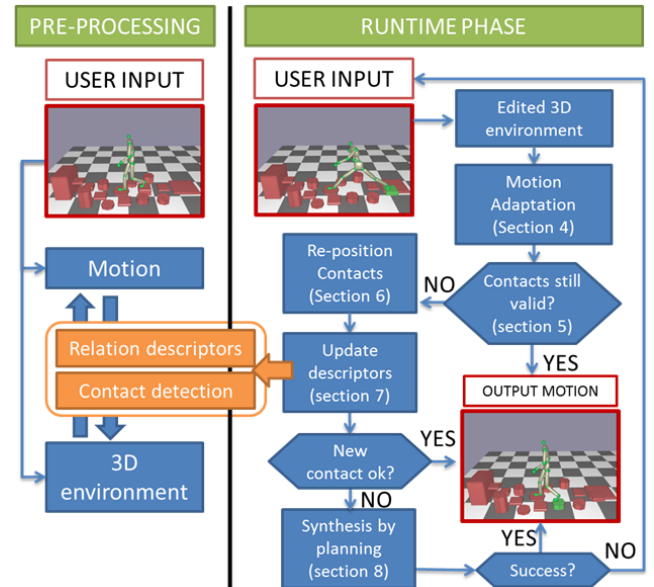 PRE-PROCESSING
USER INPUT
Motion
Relation descriptors
Contact detection
3D
environment
RUNTIME PHASE
USER INPUT
Edited 3D
environment
Motion
Adaptation
(Section 4)
Contacts still
valid?
(section 5)
NO
YES
Re-position
Contacts
(Section 6)
Update
descriptors
(section 7)
New
contact ok?
YES
NO
OUTPUT MOTION
Synthesis by
planning
(section 8)
Success?
YES
NO